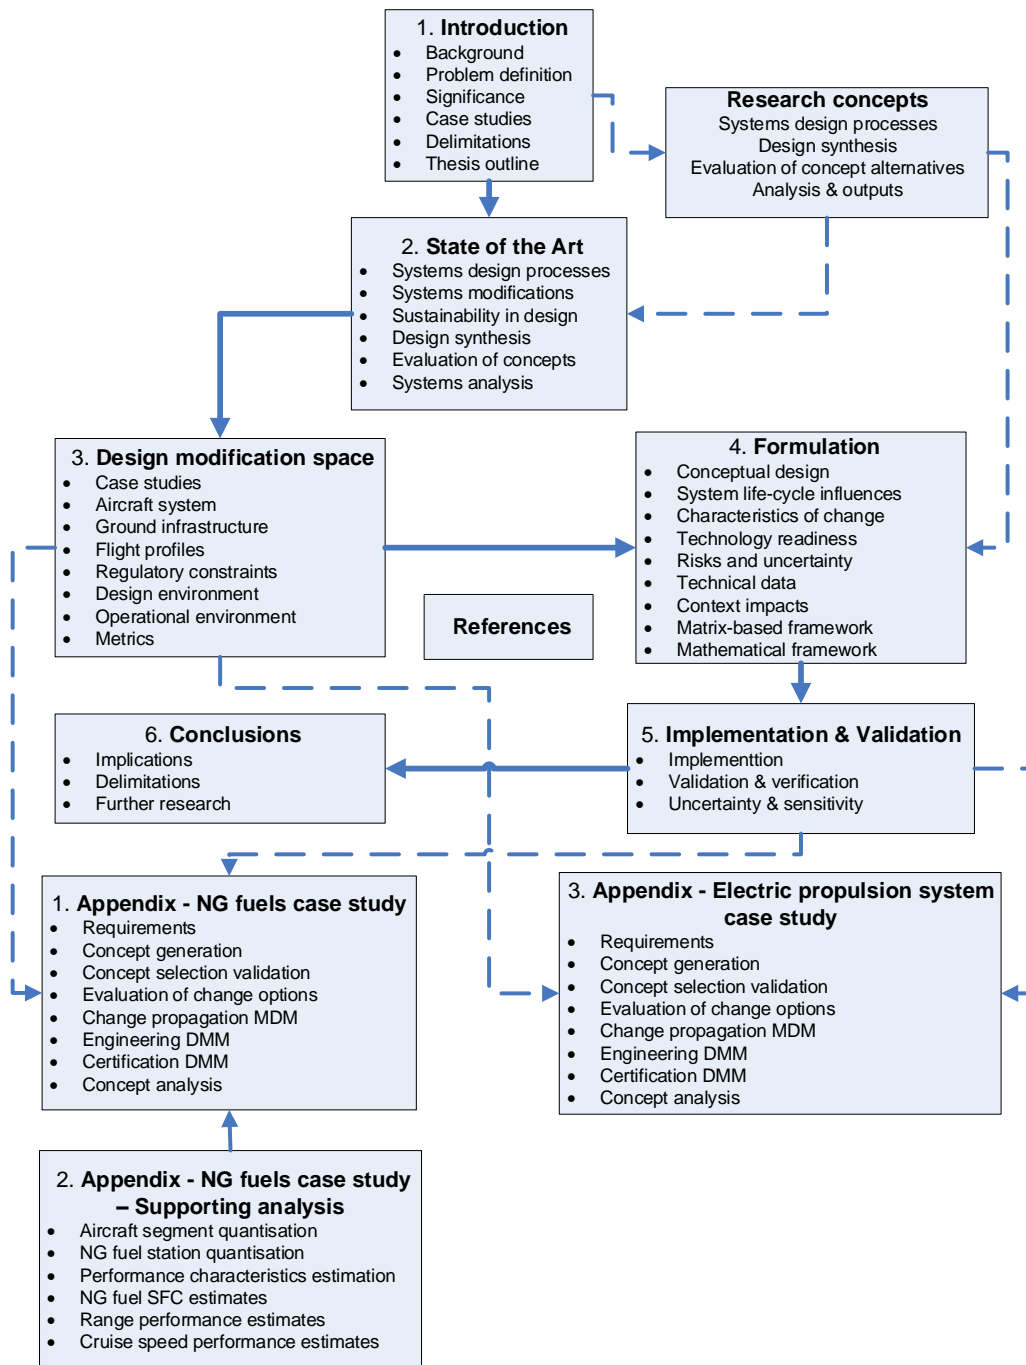 1. Introduction
• Background
• Problem definition
• Significance
• Case studies
• Delimitations
• Thesis outline
Research concepts
Systems design processes
Design synthesis
Evaluation of concept alternatives
Analysis & outputs
2. State of the Art
• Systems design processes
• Systems modifications
• Sustainability in design
• Design synthesis
• Evaluation of concepts
• Systems analysis
3. Design modification space
• Case studies
• Aircraft system
• Ground infrastructure
• Flight profiles
• Regulatory constraints
• Design environment
• Operational environment
• Metrics
4. Formulation
• Conceptual design
• System life-cycle influences
• Characteristics of change
• Technology readiness
• Risks and uncertainty
• Technical data
• Context impacts
• Matrix-based framework
• Mathematical framework
References
6. Conclusions
• Implications
• Delimitations
• Further research
5. Implementation & Validation
• Implementtion
• Validation & verification
• Uncertainty & sensitivity
1. Appendix - NG fuels case study
• Requirements
• Concept generation
• Concept selection validation
• Evaluation of change options
• Change propagation MDM
• Engineering DMM
• Certification DMM
• Concept analysis
3. Appendix - Electric propulsion system
case study
• Requirements
• Concept generation
• Concept selection validation
• Evaluation of change options
• Change propagation MDM
• Engineering DMM
• Certification DMM
• Concept analysis
2. Appendix - NG fuels case study
– Supporting analysis
• Aircraft segment quantisation
• NG fuel station quantisation
• Performance characteristics estimation
• NG fuel SFC estimates
• Range performance estimates
• Cruise speed performance estimates